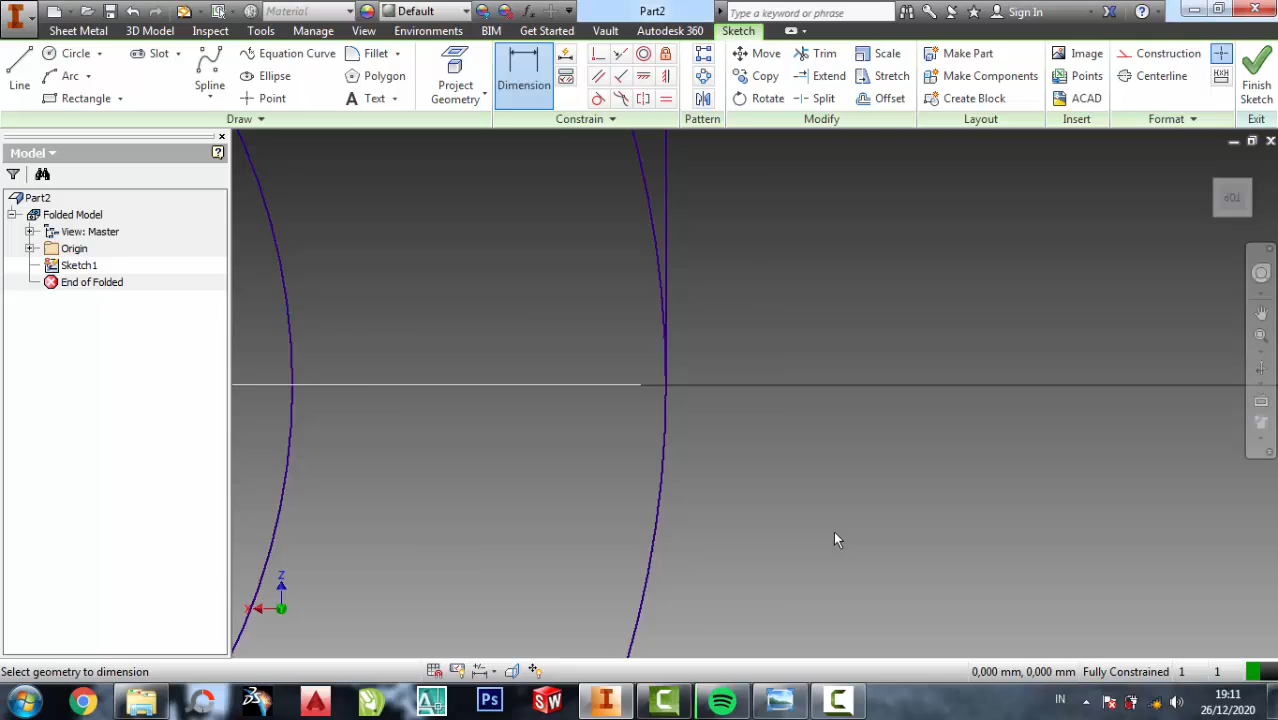 Material
Default
Part2
Type a keyword or phrase
Sign In
Sheet Metal 3D Model Inspect Tools Manage View Environments BIM Get Started Vault Autodesk 360 Sketch
Line
Circle
Arc
Rectangle
Slot
Spline
Equation Curve
Ellipse
Point
Fillet
Polygon
Text
Project
Geometry
Dimension
Move
Copy
Rotate
Trim
Extend
Split
Scale
Stretch
Offset
Make Part
Make Components
Create Block
Image
Points
ACAD
Construction
Centerline
Finish
Sketch
Draw Constrain Pattern Modify Layout Insert Format Exit
Model
Part2
Folded Model
View: Master
Origin
Sketch1
End of Folded
TOP
Z
X
Y
Select geometry to dimension
0,000 mm, 0,000 mm Fully Constrained 1 1
Ps
SW
IN
19:11
26/12/2020